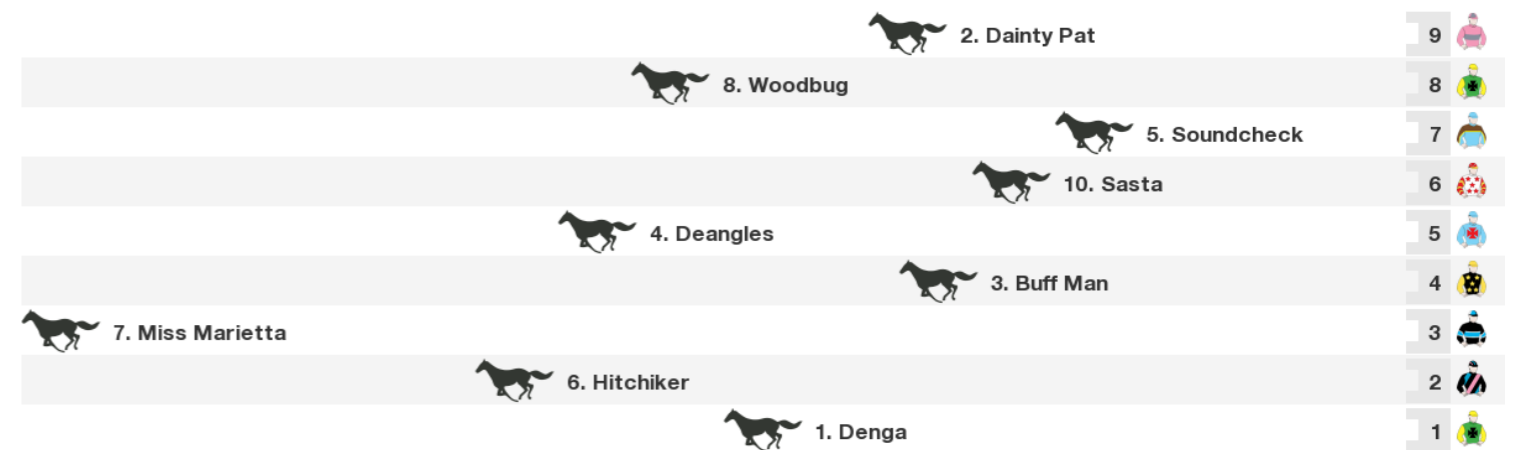 2. Dainty Pat 9
8. Woodbug 8
5. Soundcheck 7
10. Sasta 6
4. Deangles 5
3. Buff Man 4
7. Miss Marietta 3
6. Hitchiker 2
1. Denga 1